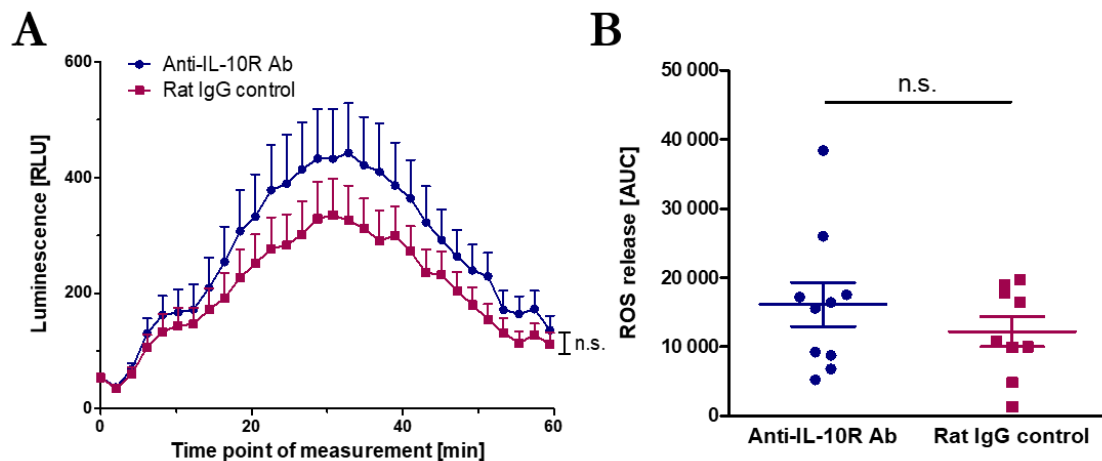 A
Luminescence [RLU]
600
400
200
0
Anti-IL-10R Ab
Rat IgG control
n.s.
0 20 40 60
Time point of measurement [min]
B
ROS release [AUC]
50 000
40 000
30 000
20 000
10 000
0
n.s.
Anti-IL-10R Ab Rat IgG control